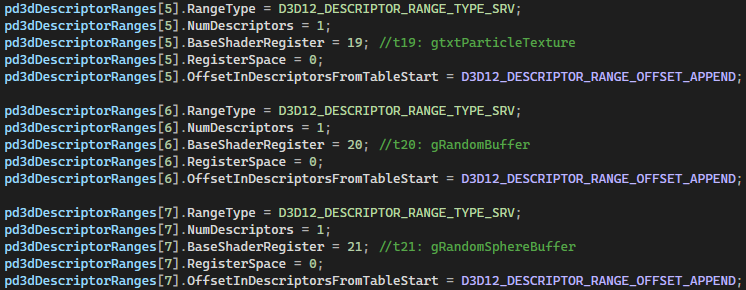 pd3dDescriptorRanges[5].RangeType = D3D12_DESCRIPTOR_RANGE_TYPE_SRV;
pd3dDescriptorRanges[5].NumDescriptors = 1;
pd3dDescriptorRanges[5].BaseShaderRegister = 19; //t19: gtxtParticleTexture
pd3dDescriptorRanges[5].RegisterSpace = 0;
pd3dDescriptorRanges[5].OffsetInDescriptorsFromTableStart = D3D12_DESCRIPTOR_RANGE_OFFSET_APPEND;
pd3dDescriptorRanges[6].RangeType = D3D12_DESCRIPTOR_RANGE_TYPE_SRV;
pd3dDescriptorRanges[6].NumDescriptors = 1;
pd3dDescriptorRanges[6].BaseShaderRegister = 20; //t20: gRandomBuffer
pd3dDescriptorRanges[6].RegisterSpace = 0;
pd3dDescriptorRanges[6].OffsetInDescriptorsFromTableStart = D3D12_DESCRIPTOR_RANGE_OFFSET_APPEND;
pd3dDescriptorRanges[7].RangeType = D3D12_DESCRIPTOR_RANGE_TYPE_SRV;
pd3dDescriptorRanges[7].NumDescriptors = 1;
pd3dDescriptorRanges[7].BaseShaderRegister = 21; //t21: gRandomSphereBuffer
pd3dDescriptorRanges[7].RegisterSpace = 0;
pd3dDescriptorRanges[7].OffsetInDescriptorsFromTableStart = D3D12_DESCRIPTOR_RANGE_OFFSET_APPEND;